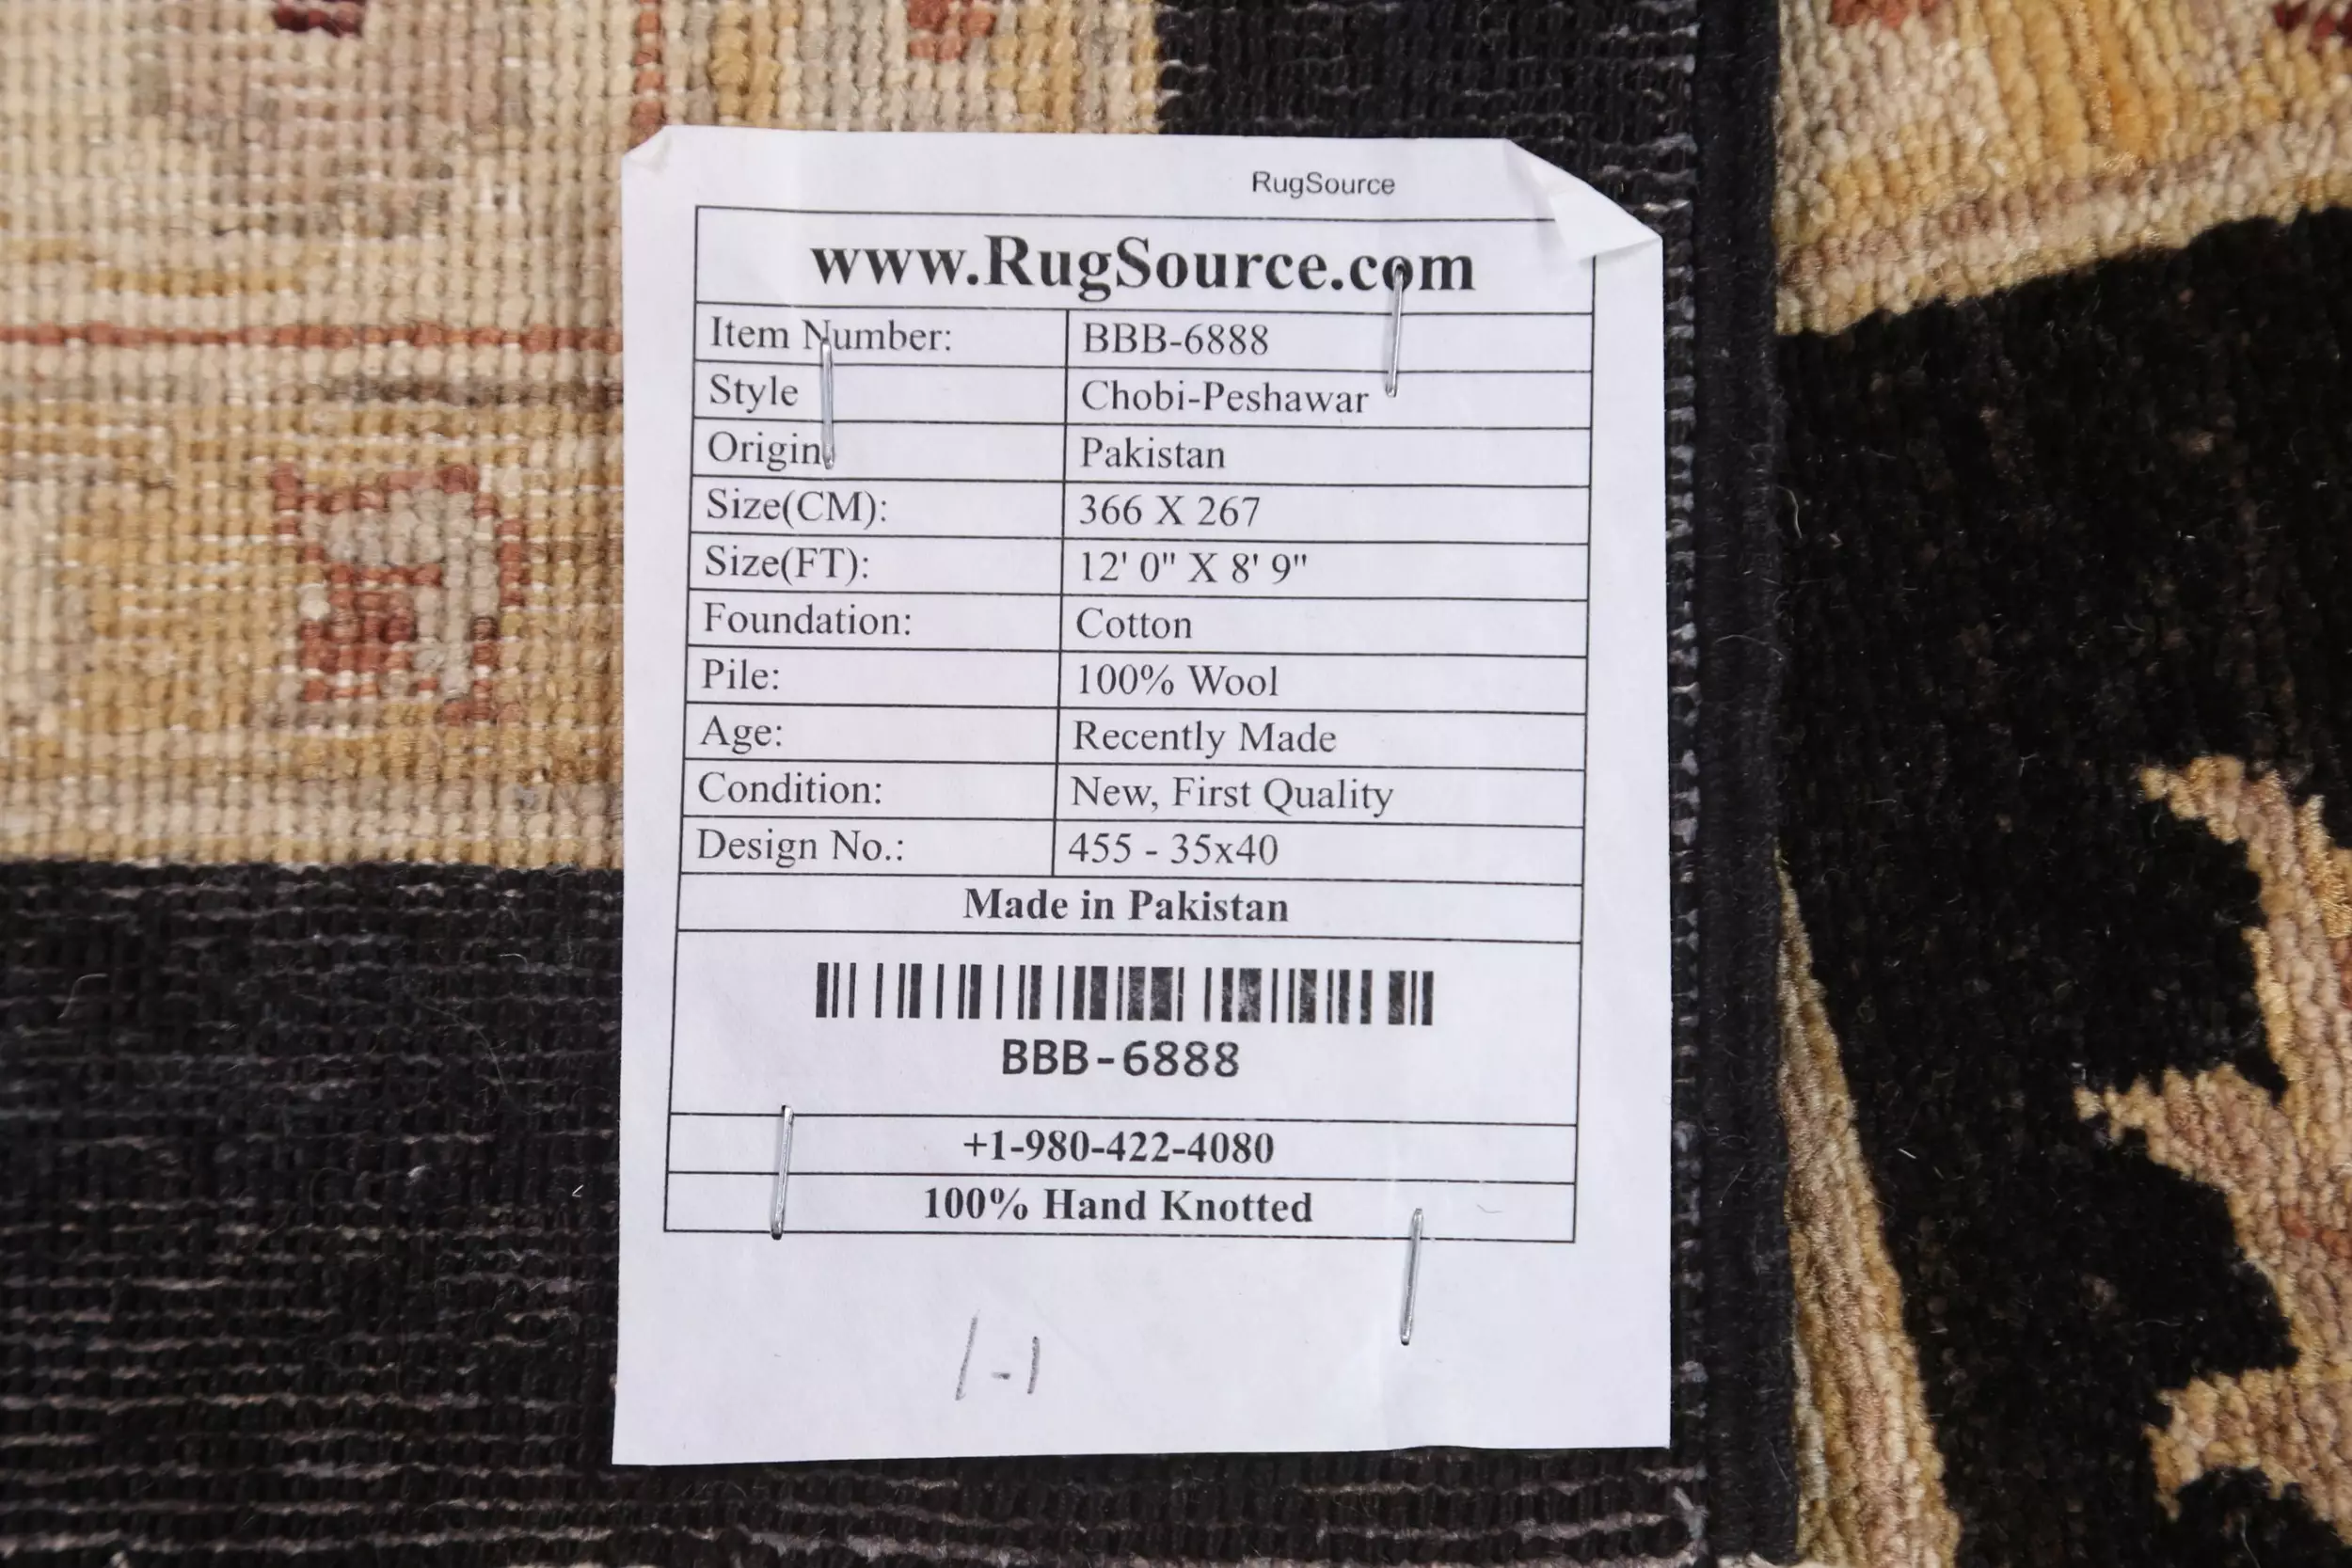 RugSource
www.RugSource.com
Item Number: BBB-6888
Style Chobi-Peshawar
Origin Pakistan
Size(CM): 366 X 267
Size(FT): 12' 0" X 8' 9"
Foundation: Cotton
Pile: 100% Wool
Age: Recently Made
Condition: New, First Quality
Design No.: 455 - 35x40
Made in Pakistan
BBB-6888
+1-980-422-4080
100% Hand Knotted
1-1